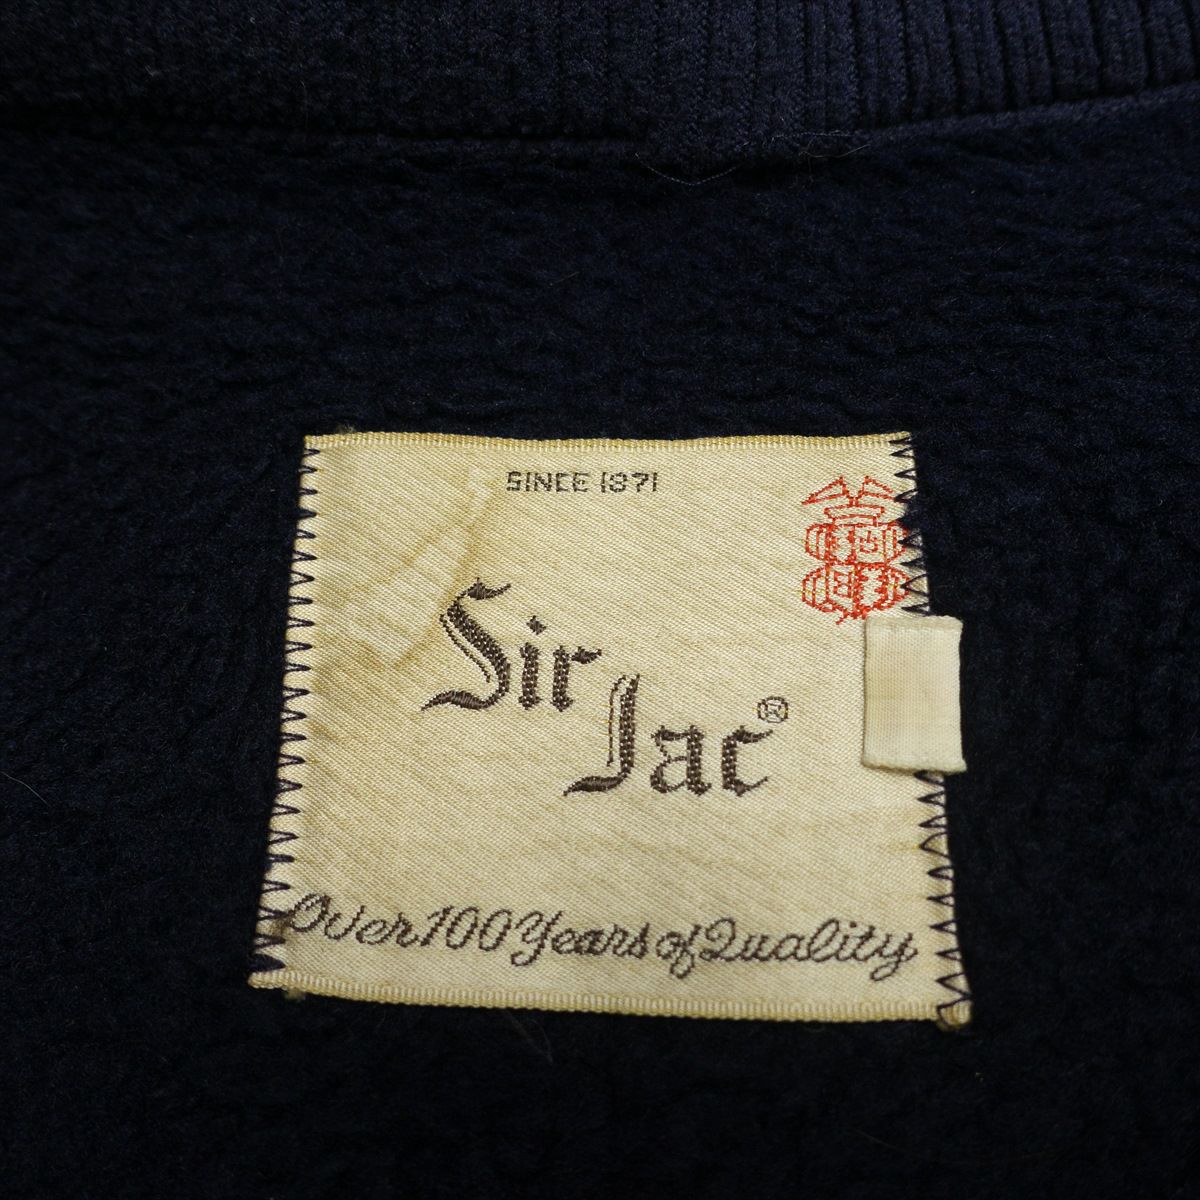 SINCE 1871
Sir
Jac®
Over 100 Years of Quality